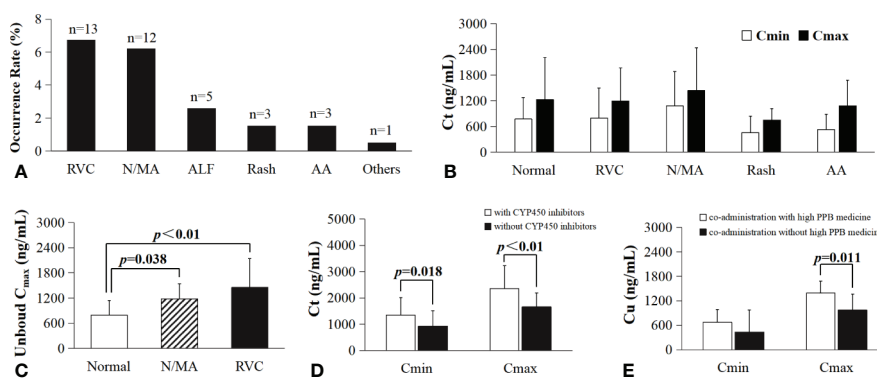 8
6
4
2
0
Occurrence Rate (%)
n=13
n=12
n=5
n=3
n=3
n=1
RVC N/MA ALF Rash AA Others
A
3000
2400
1800
1200
600
0
Ct (ng/mL)
Cmin Cmax
Normal RVC N/MA Rash AA
B
3000
2400
1800
1200
600
0
Unboud Cmax (ng/mL)
p<0.01
p=0.038
Normal N/MA RVC
C
5000
4000
3000
2000
1000
0
Ct (ng/mL)
with CYP450 inhibitors
without CYP450 inhibitors
p=0.018
p<0.01
Cmin Cmax
D
3000
2400
1800
1200
600
0
Cu (ng/mL)
co-administration with high PPB medicine
co-administration without high PPB medicin
p=0.011
Cmin Cmax
E